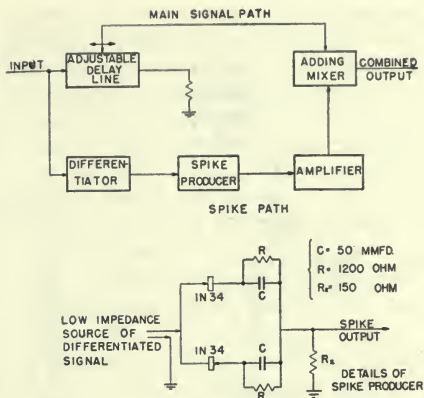 MAIN SIGNAL PATH
INPUT
ADJUSTABLE
DELAY
LINE
ADDING
MIXER
COMBINED
OUTPUT
DIFFEREN-
TIATOR
SPIKE
PRODUCER
AMPLIFIER
SPIKE PATH
R
C
C= 50 MMFD.
R= 1200 OHM
R₂= 150 OHM
IN 34
LOW IMPEDANCE
SOURCE OF
DIFFERENTIATED
SIGNAL
SPIKE
OUTPUT
IN 34
C
R
R₂
DETAILS OF
SPIKE PRODUCER